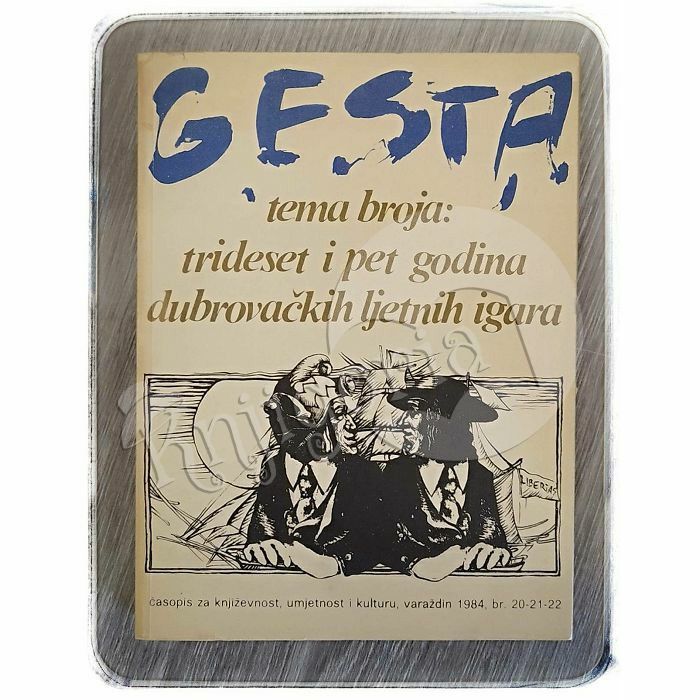 GESTA
tema broja:
trideset i pet godina
dubrovačkih ljetnih igara
Knjigarija
LIBERTAS
časopis za književnost, umjetnost i kulturu, varaždin 1984, br. 20-21-22